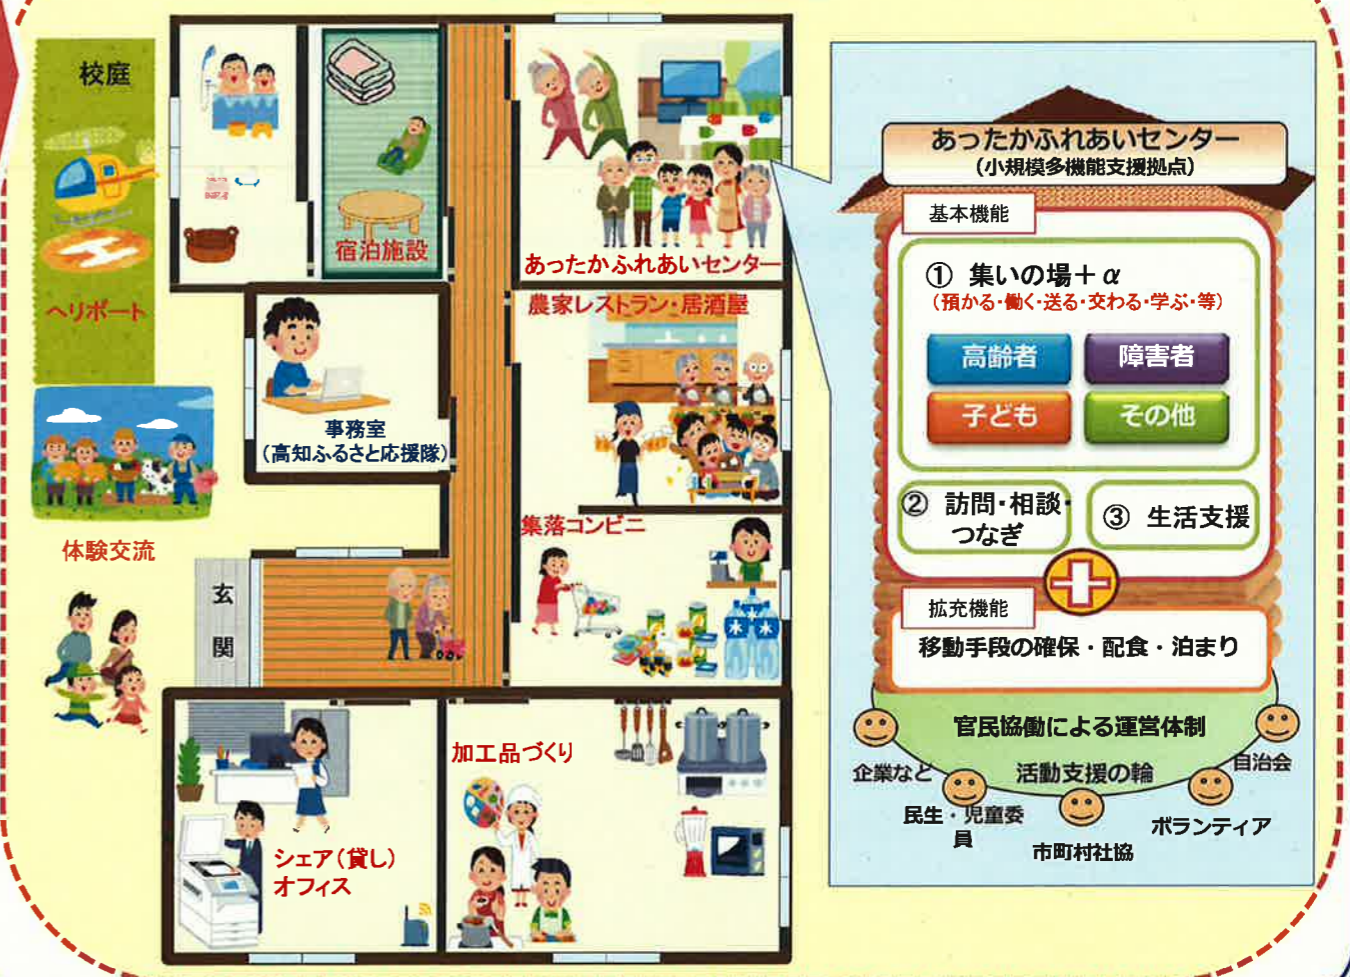 校庭
ヘリポート
体験交流
宿泊施設
あったかふれあいセンター
農家レストラン・居酒屋
事務室
（高知ふるさと応援隊）
集落コンビニ
玄
関
シェア（貸し）
オフィス
加工品づくり
あったかふれあいセンター
（小規模多機能支援拠点）
基本機能
① 集いの場＋α
（預かる・働く・送る・交わる・学ぶ・等）
高齢者
障害者
子ども
その他
② 訪問・相談・
つなぎ
③ 生活支援
拡充機能
移動手段の確保・配食・泊まり
官民協働による運営体制
活動支援の輪
企業など
民生・児童委
員
市町村社協
ボランティア
自治会